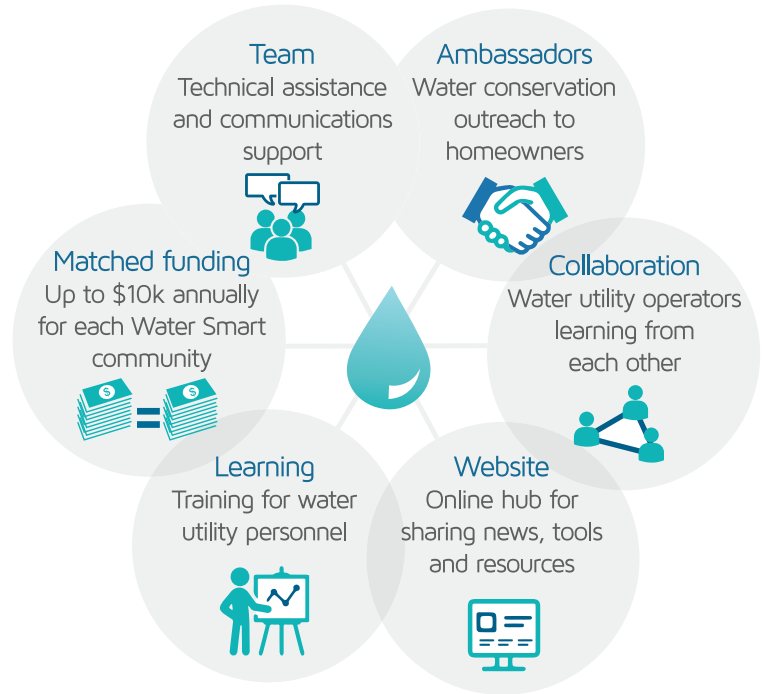 Team
Technical assistance
and communications
support
Ambassadors
Water conservation
outreach to
homeowners
Matched funding
Up to $10k annually
for each Water Smart
community
$
$
Collaboration
Water utility operators
learning from
each other
Learning
Training for water
utility personnel
Website
Online hub for
sharing news, tools
and resources